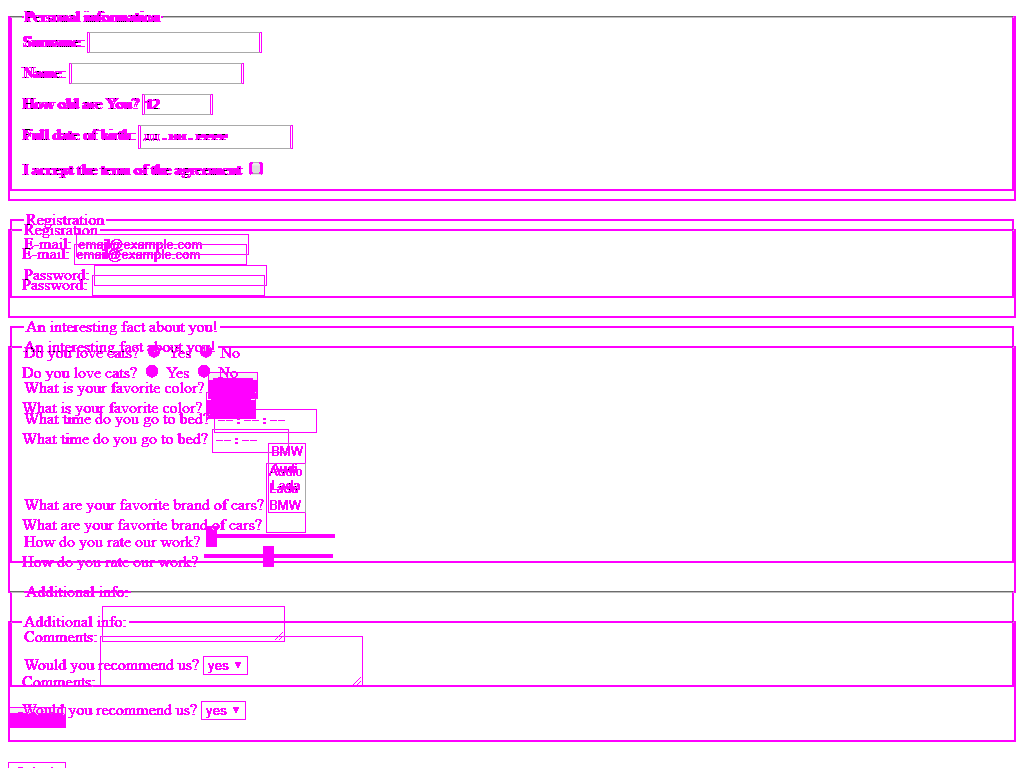 Personal information
Surname:
Name:
How old are You? 12
Full date of birth:
I accept the term of the agreement
Registration
Regisration
E-mail: email@example.com
E-mail: email@example.com
Password:
Password:
An interesting fact about you!
An interesting fact about you!
Do you love cats? Yes No
Do you love cats? Yes No
What is your favorite color?
What is your favorite color?
What time do you go to bed? -- : -- : --
What time do you go to bed? -- : --
BMW
Audi
Lada
What are your favorite brand of cars? BMW
What are your favorite brand of cars?
How do you rate our work?
How do you rate our work?
Additional info:
Additional info:
Comments:
Would you recommend us? yes
Comments:
Would you recommend us? yes